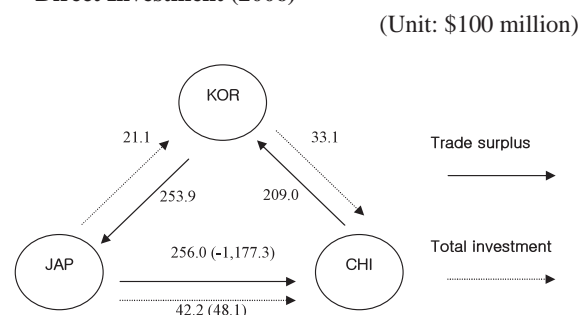 Direct Investment (2006)
(Unit: $100 million)
KOR
21.1
33.1
Trade surplus
253.9
209.0
256.0 (-1,177.3)
JAP
CHI
Total investment
42.2 (48.1)